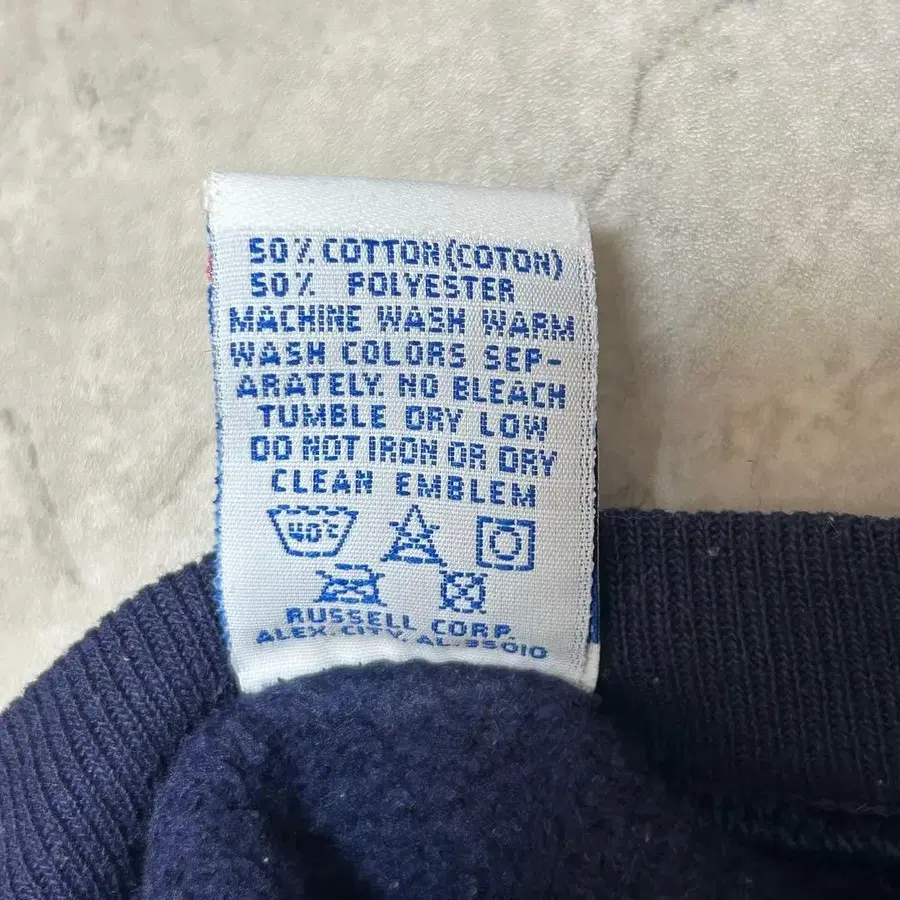 50% COTTON (COTON)
50% POLYESTER
MACHINE WASH WARM
WASH COLORS SEP-
ARATELY. NO BLEACH
TUMBLE DRY LOW
DO NOT IRON OR DRY
CLEAN EMBLEM
40°C
RUSSELL CORP.
ALEX. CITY, AL. 35010